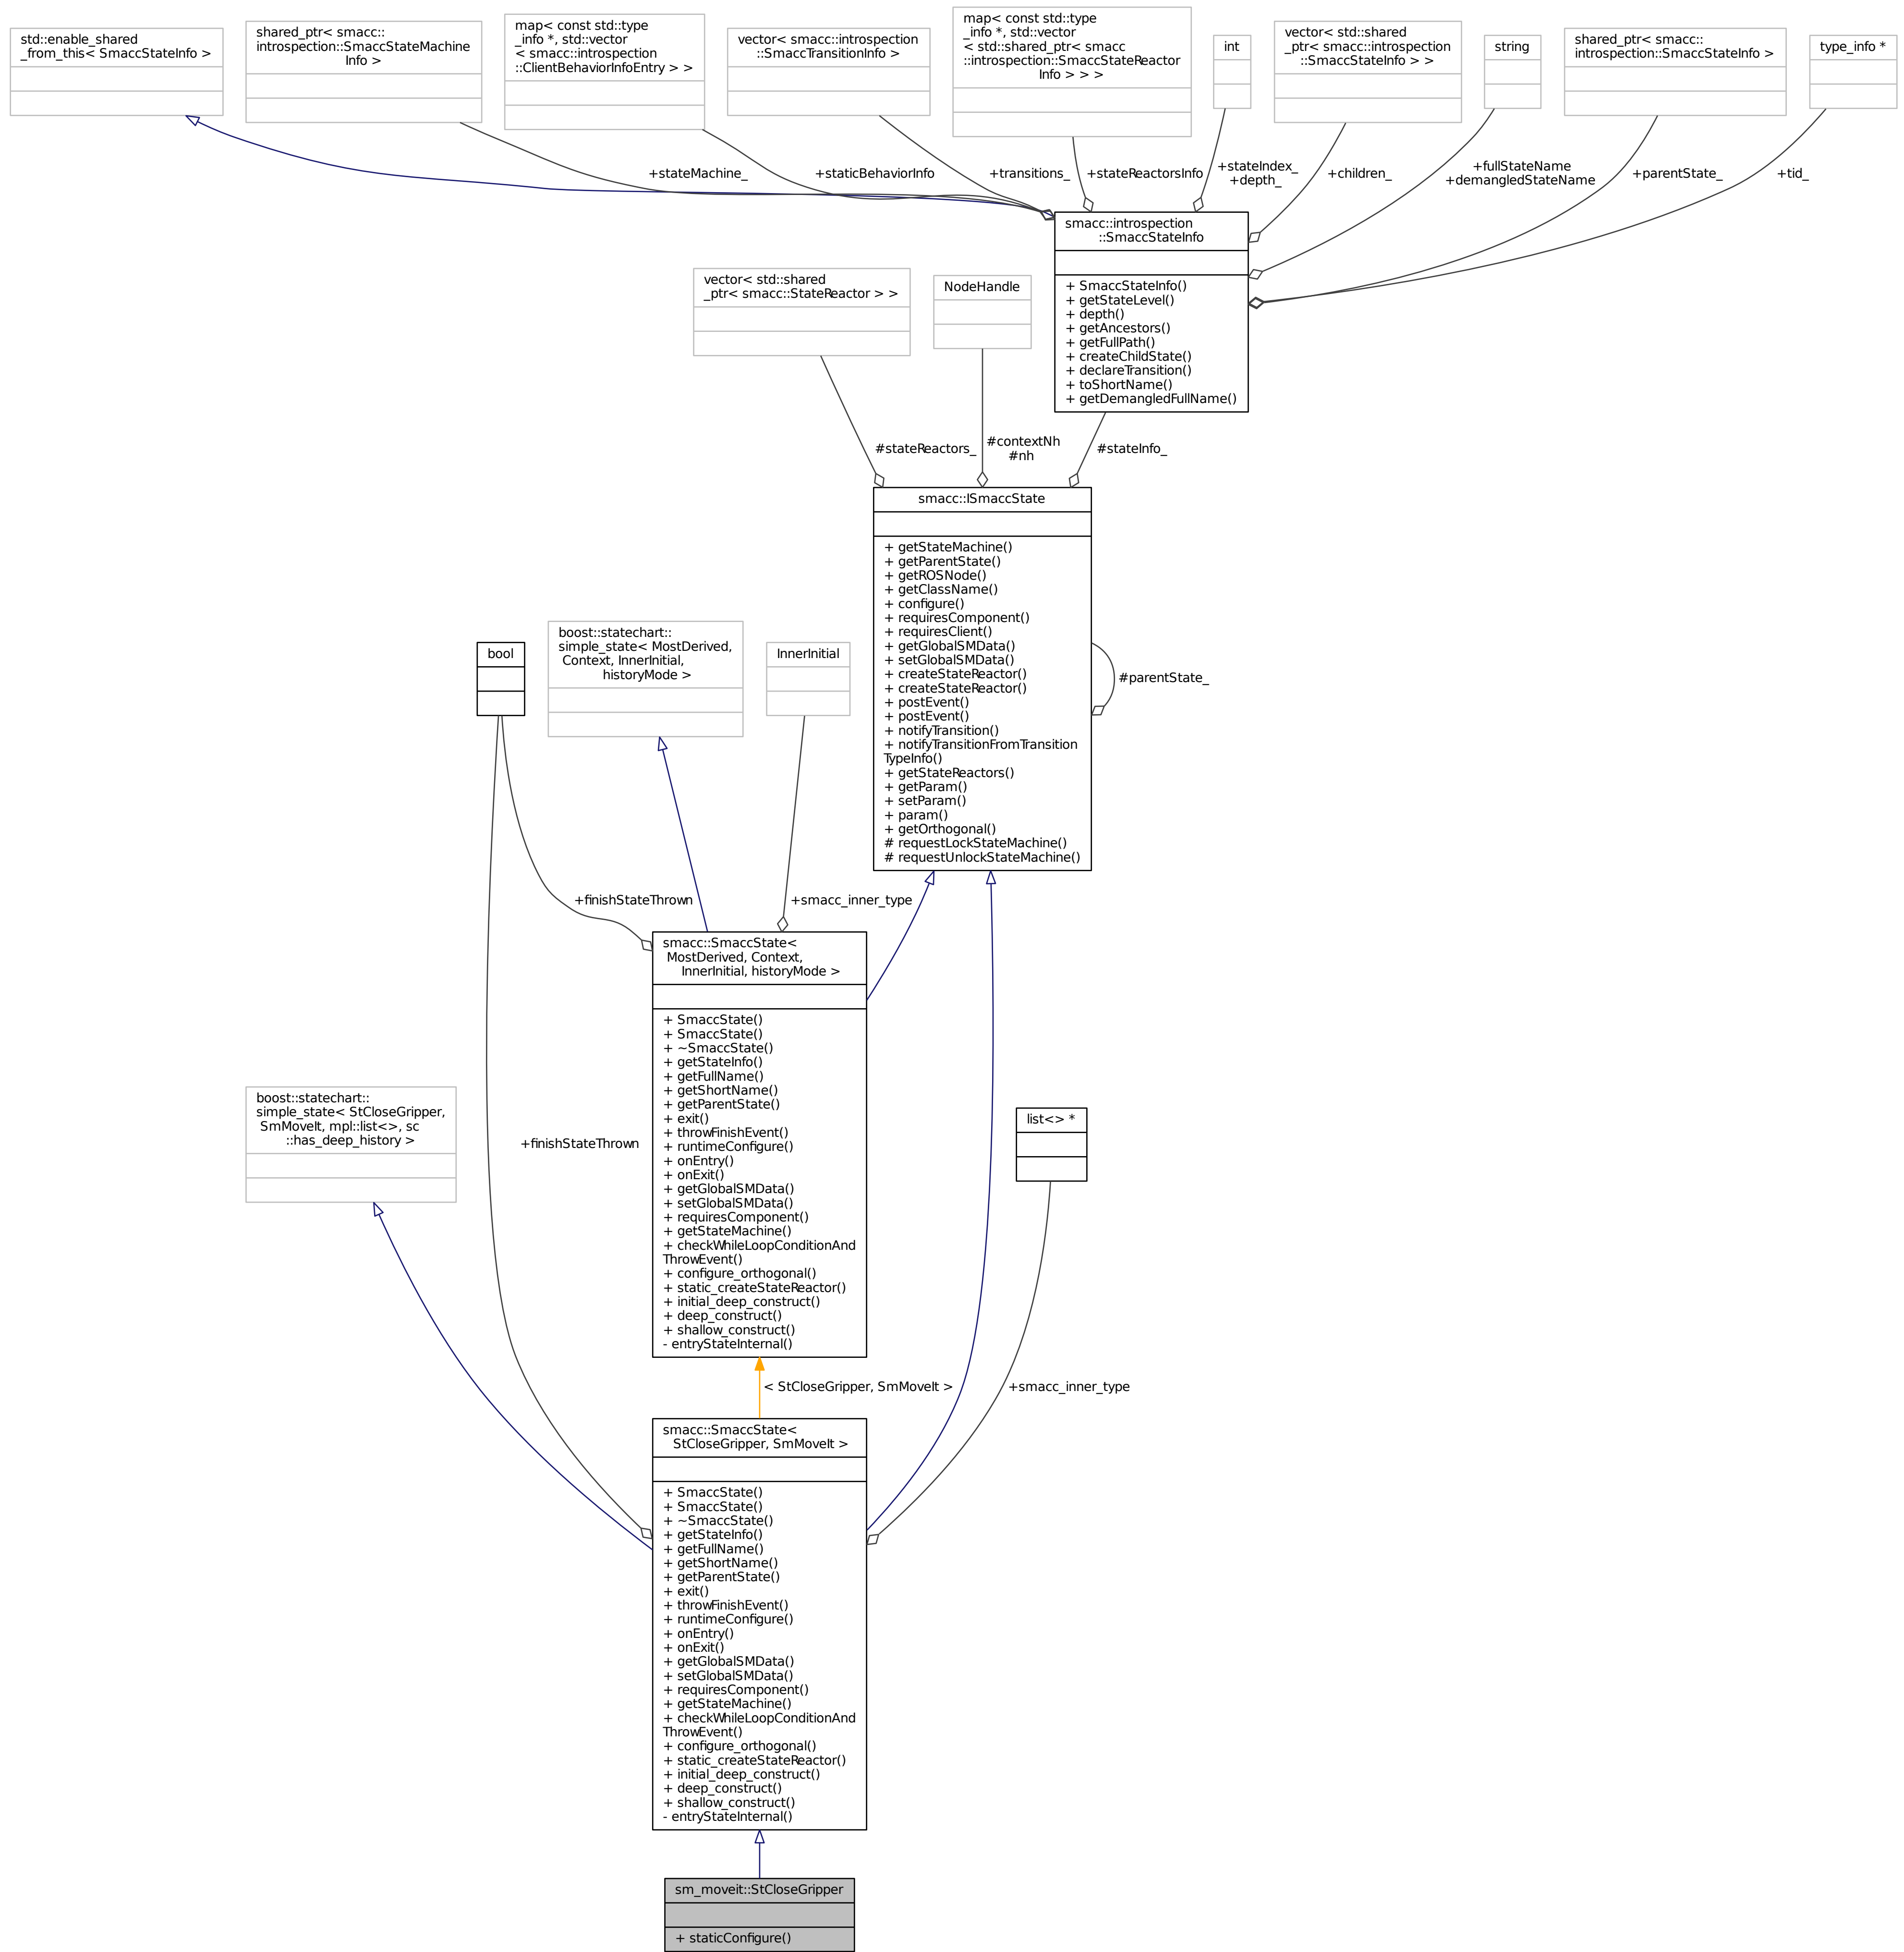 std::enable_shared
_from_this< SmaccStateInfo >
shared_ptr< smacc::
introspection::SmaccStateMachine
Info >
map< const std::type
_info *, std::vector
< smacc::introspection
::ClientBehaviorInfoEntry > >
vector< smacc::introspection
::SmaccTransitionInfo >
map< const std::type
_info *, std::vector
< std::shared_ptr< smacc
::introspection::SmaccStateReactor
Info > > >
int
vector< std::shared
_ptr< smacc::introspection
::SmaccStateInfo > >
string
shared_ptr< smacc::
introspection::SmaccStateInfo >
type_info *
+stateMachine_
+staticBehaviorInfo
+transitions_
+stateReactorsInfo
+stateIndex_
+depth_
+children_
+fullStateName
+demangledStateName
+parentState_
+tid_
smacc::introspection
::SmaccStateInfo
+ SmaccStateInfo()
+ getStateLevel()
+ depth()
+ getAncestors()
+ getFullPath()
+ createChildState()
+ declareTransition()
+ toShortName()
+ getDemangledFullName()
vector< std::shared
_ptr< smacc::StateReactor > >
NodeHandle
#stateReactors_
#contextNh
#nh
#stateInfo_
smacc::ISmaccState
+ getStateMachine()
+ getParentState()
+ getROSNode()
+ getClassName()
+ configure()
+ requiresComponent()
+ requiresClient()
+ getGlobalSMData()
+ setGlobalSMData()
+ createStateReactor()
+ createStateReactor()
+ postEvent()
+ postEvent()
+ notifyTransition()
+ notifyTransitionFromTransition
TypeInfo()
+ getStateReactors()
+ getParam()
+ setParam()
+ param()
+ getOrthogonal()
# requestLockStateMachine()
# requestUnlockStateMachine()
#parentState_
bool
boost::statechart::
simple_state< MostDerived,
Context, InnerInitial,
historyMode >
InnerInitial
+finishStateThrown
+smacc_inner_type
smacc::SmaccState<
MostDerived, Context,
InnerInitial, historyMode >
+ SmaccState()
+ SmaccState()
+ ~SmaccState()
+ getStateInfo()
+ getFullName()
+ getShortName()
+ getParentState()
+ exit()
+ throwFinishEvent()
+ runtimeConfigure()
+ onEntry()
+ onExit()
+ getGlobalSMData()
+ setGlobalSMData()
+ requiresComponent()
+ getStateMachine()
+ checkWhileLoopConditionAnd
ThrowEvent()
+ configure_orthogonal()
+ static_createStateReactor()
+ initial_deep_construct()
+ deep_construct()
+ shallow_construct()
- entryStateInternal()
boost::statechart::
simple_state< StCloseGripper,
SmMoveIt, mpl::list<>, sc
::has_deep_history >
+finishStateThrown
list<> *
< StCloseGripper, SmMoveIt >
+smacc_inner_type
smacc::SmaccState<
StCloseGripper, SmMoveIt >
+ SmaccState()
+ SmaccState()
+ ~SmaccState()
+ getStateInfo()
+ getFullName()
+ getShortName()
+ getParentState()
+ exit()
+ throwFinishEvent()
+ runtimeConfigure()
+ onEntry()
+ onExit()
+ getGlobalSMData()
+ setGlobalSMData()
+ requiresComponent()
+ getStateMachine()
+ checkWhileLoopConditionAnd
ThrowEvent()
+ configure_orthogonal()
+ static_createStateReactor()
+ initial_deep_construct()
+ deep_construct()
+ shallow_construct()
- entryStateInternal()
sm_moveit::StCloseGripper
+ staticConfigure()